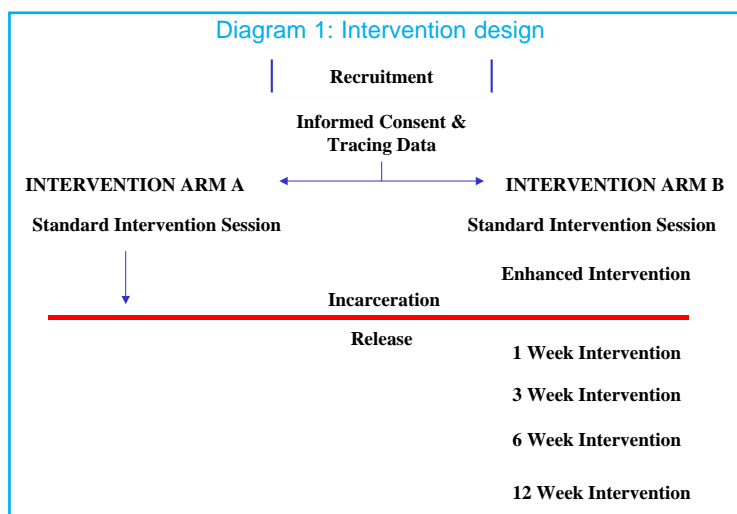 Diagram 1: Intervention design
Recruitment
Informed Consent &
Tracing Data
INTERVENTION ARM A
INTERVENTION ARM B
Standard Intervention Session
Standard Intervention Session
Enhanced Intervention
Incarceration
Release
1 Week Intervention
3 Week Intervention
6 Week Intervention
12 Week Intervention